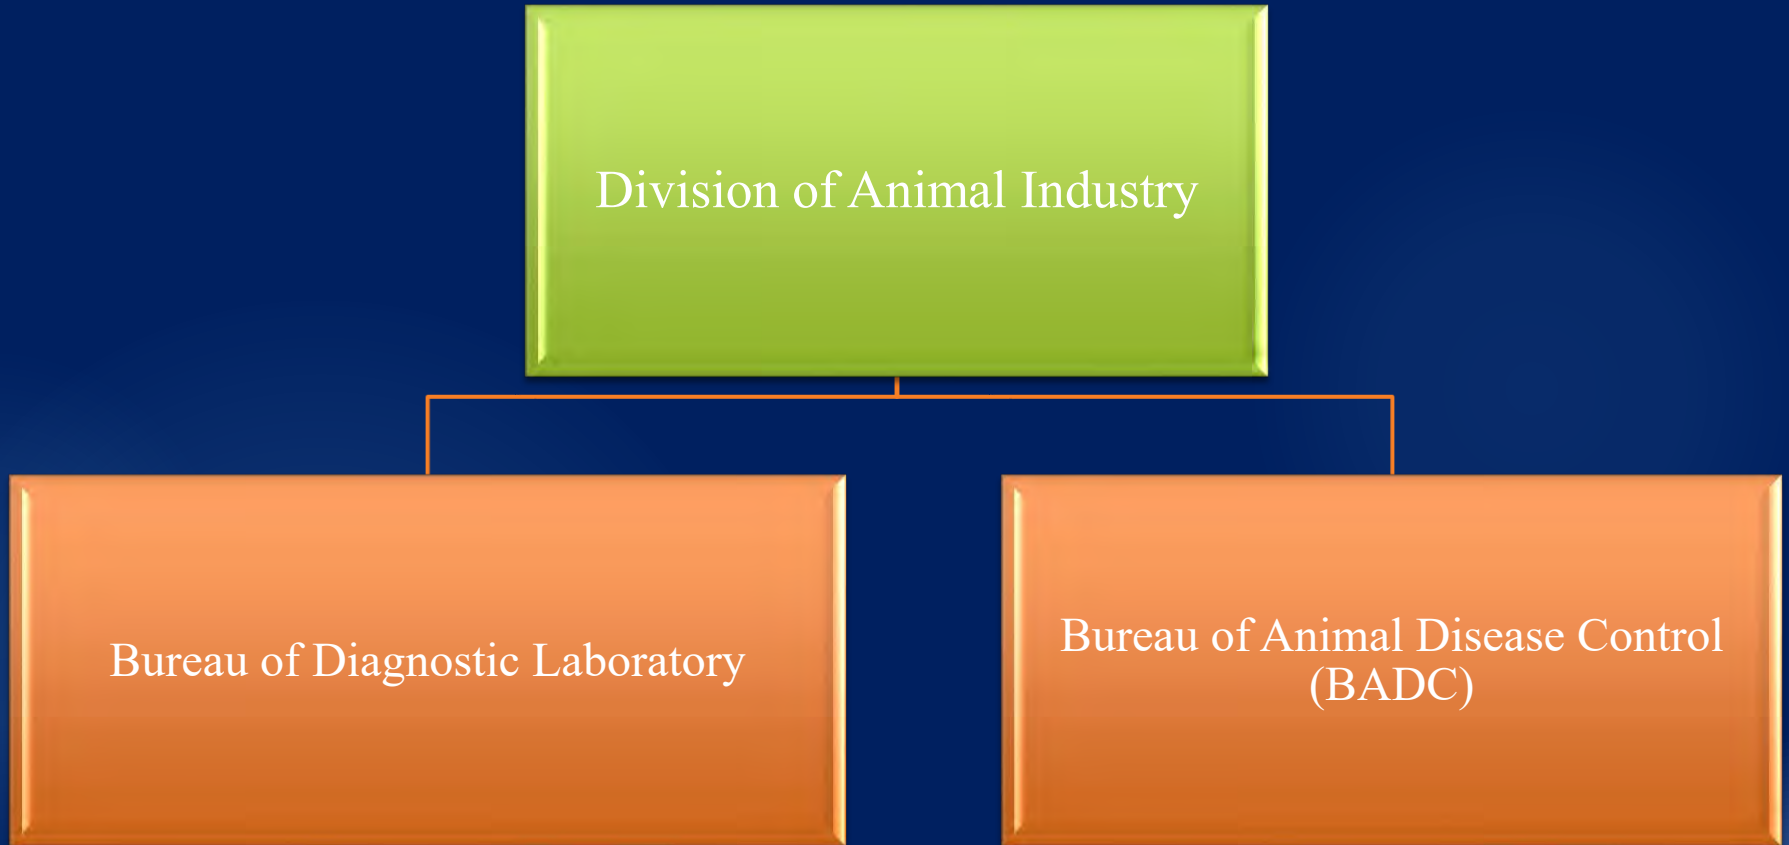 Division of Animal Industry
Bureau of Diagnostic Laboratory
Bureau of Animal Disease Control
(BADC)